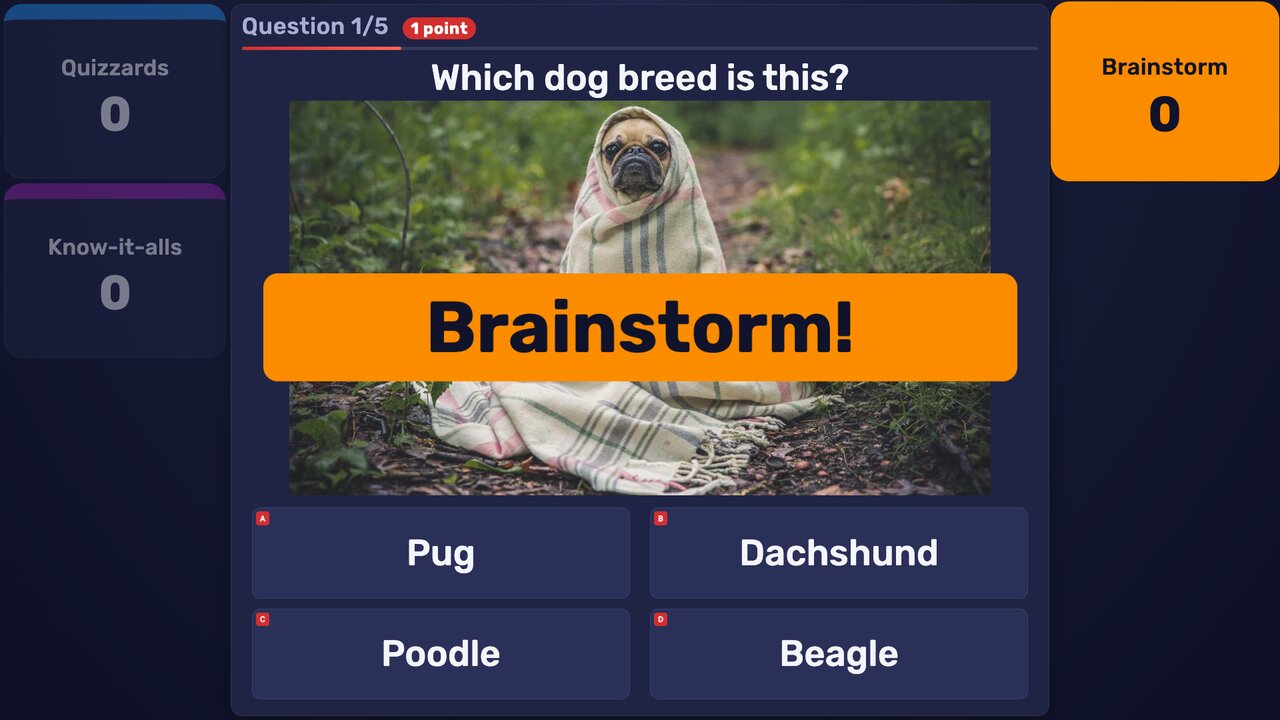 Quizzards
0
Know-it-alls
0
Question 1/5
1 point
Which dog breed is this?
Brainstorm!
A
Pug
B
Dachshund
C
Poodle
D
Beagle
Brainstorm
0